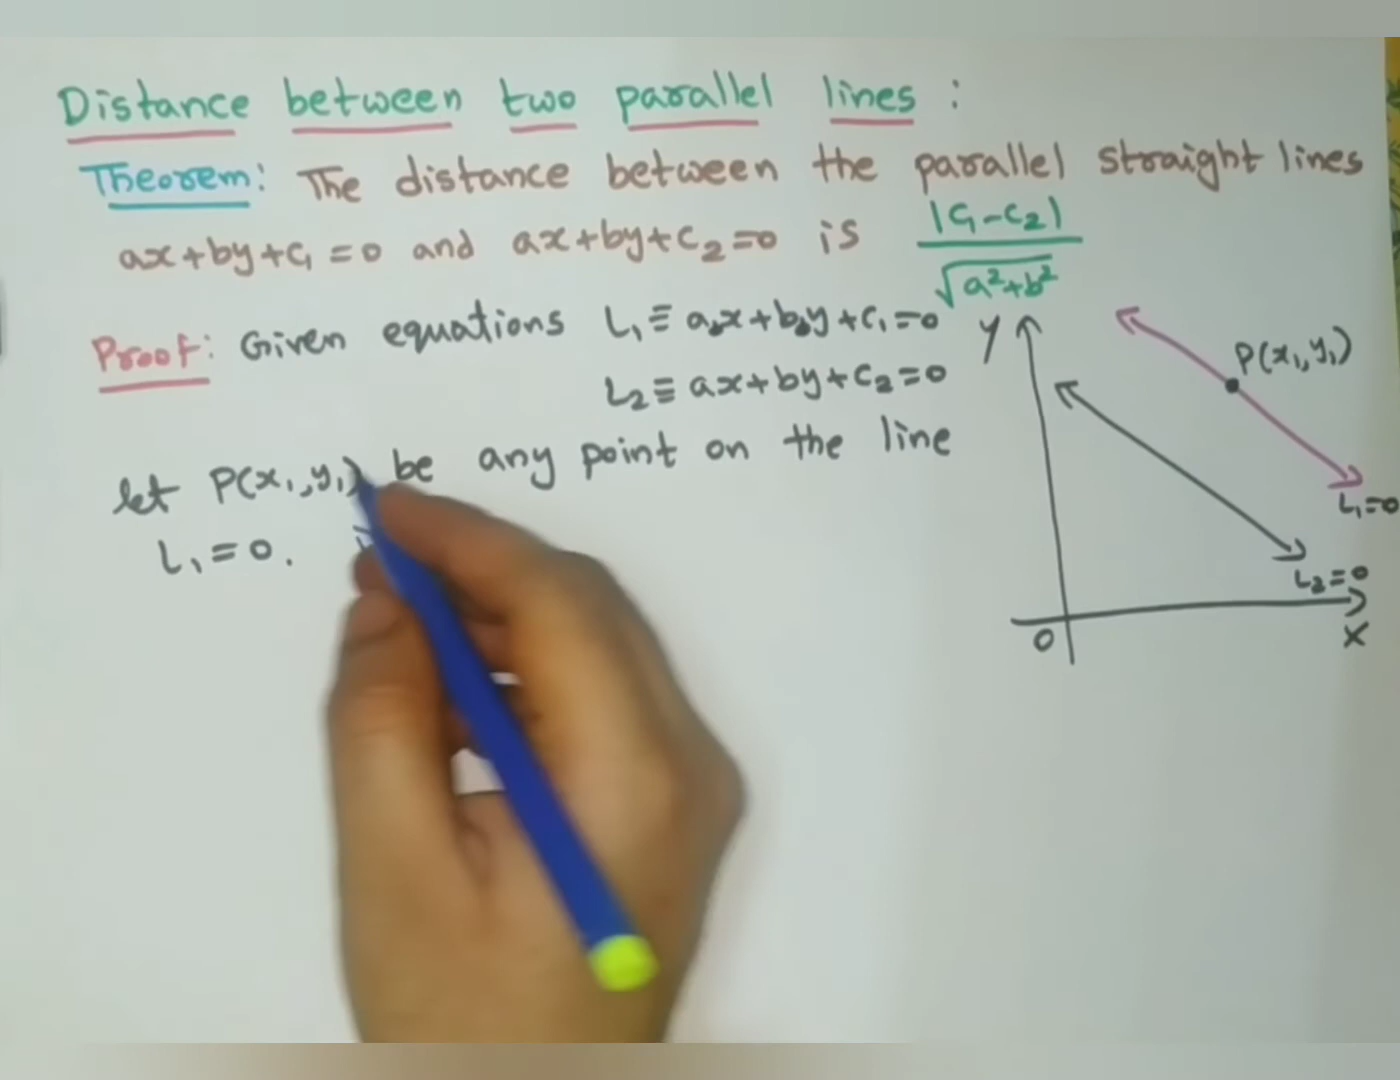 Distance between two parallel lines :
Theorem: The distance between the parallel straight lines
ax+by+c₁=0 and ax+by+c₂=0 is |c₁-c₂|/√a²+b²
Proof: Given equations L₁≡ax+by+c₁=0
L₂≡ax+by+c₂=0
let P(x₁,y₁) be any point on the line
L₁=0.
Y
P(x₁,y₁)
L₁=0
L₂=0
O
X